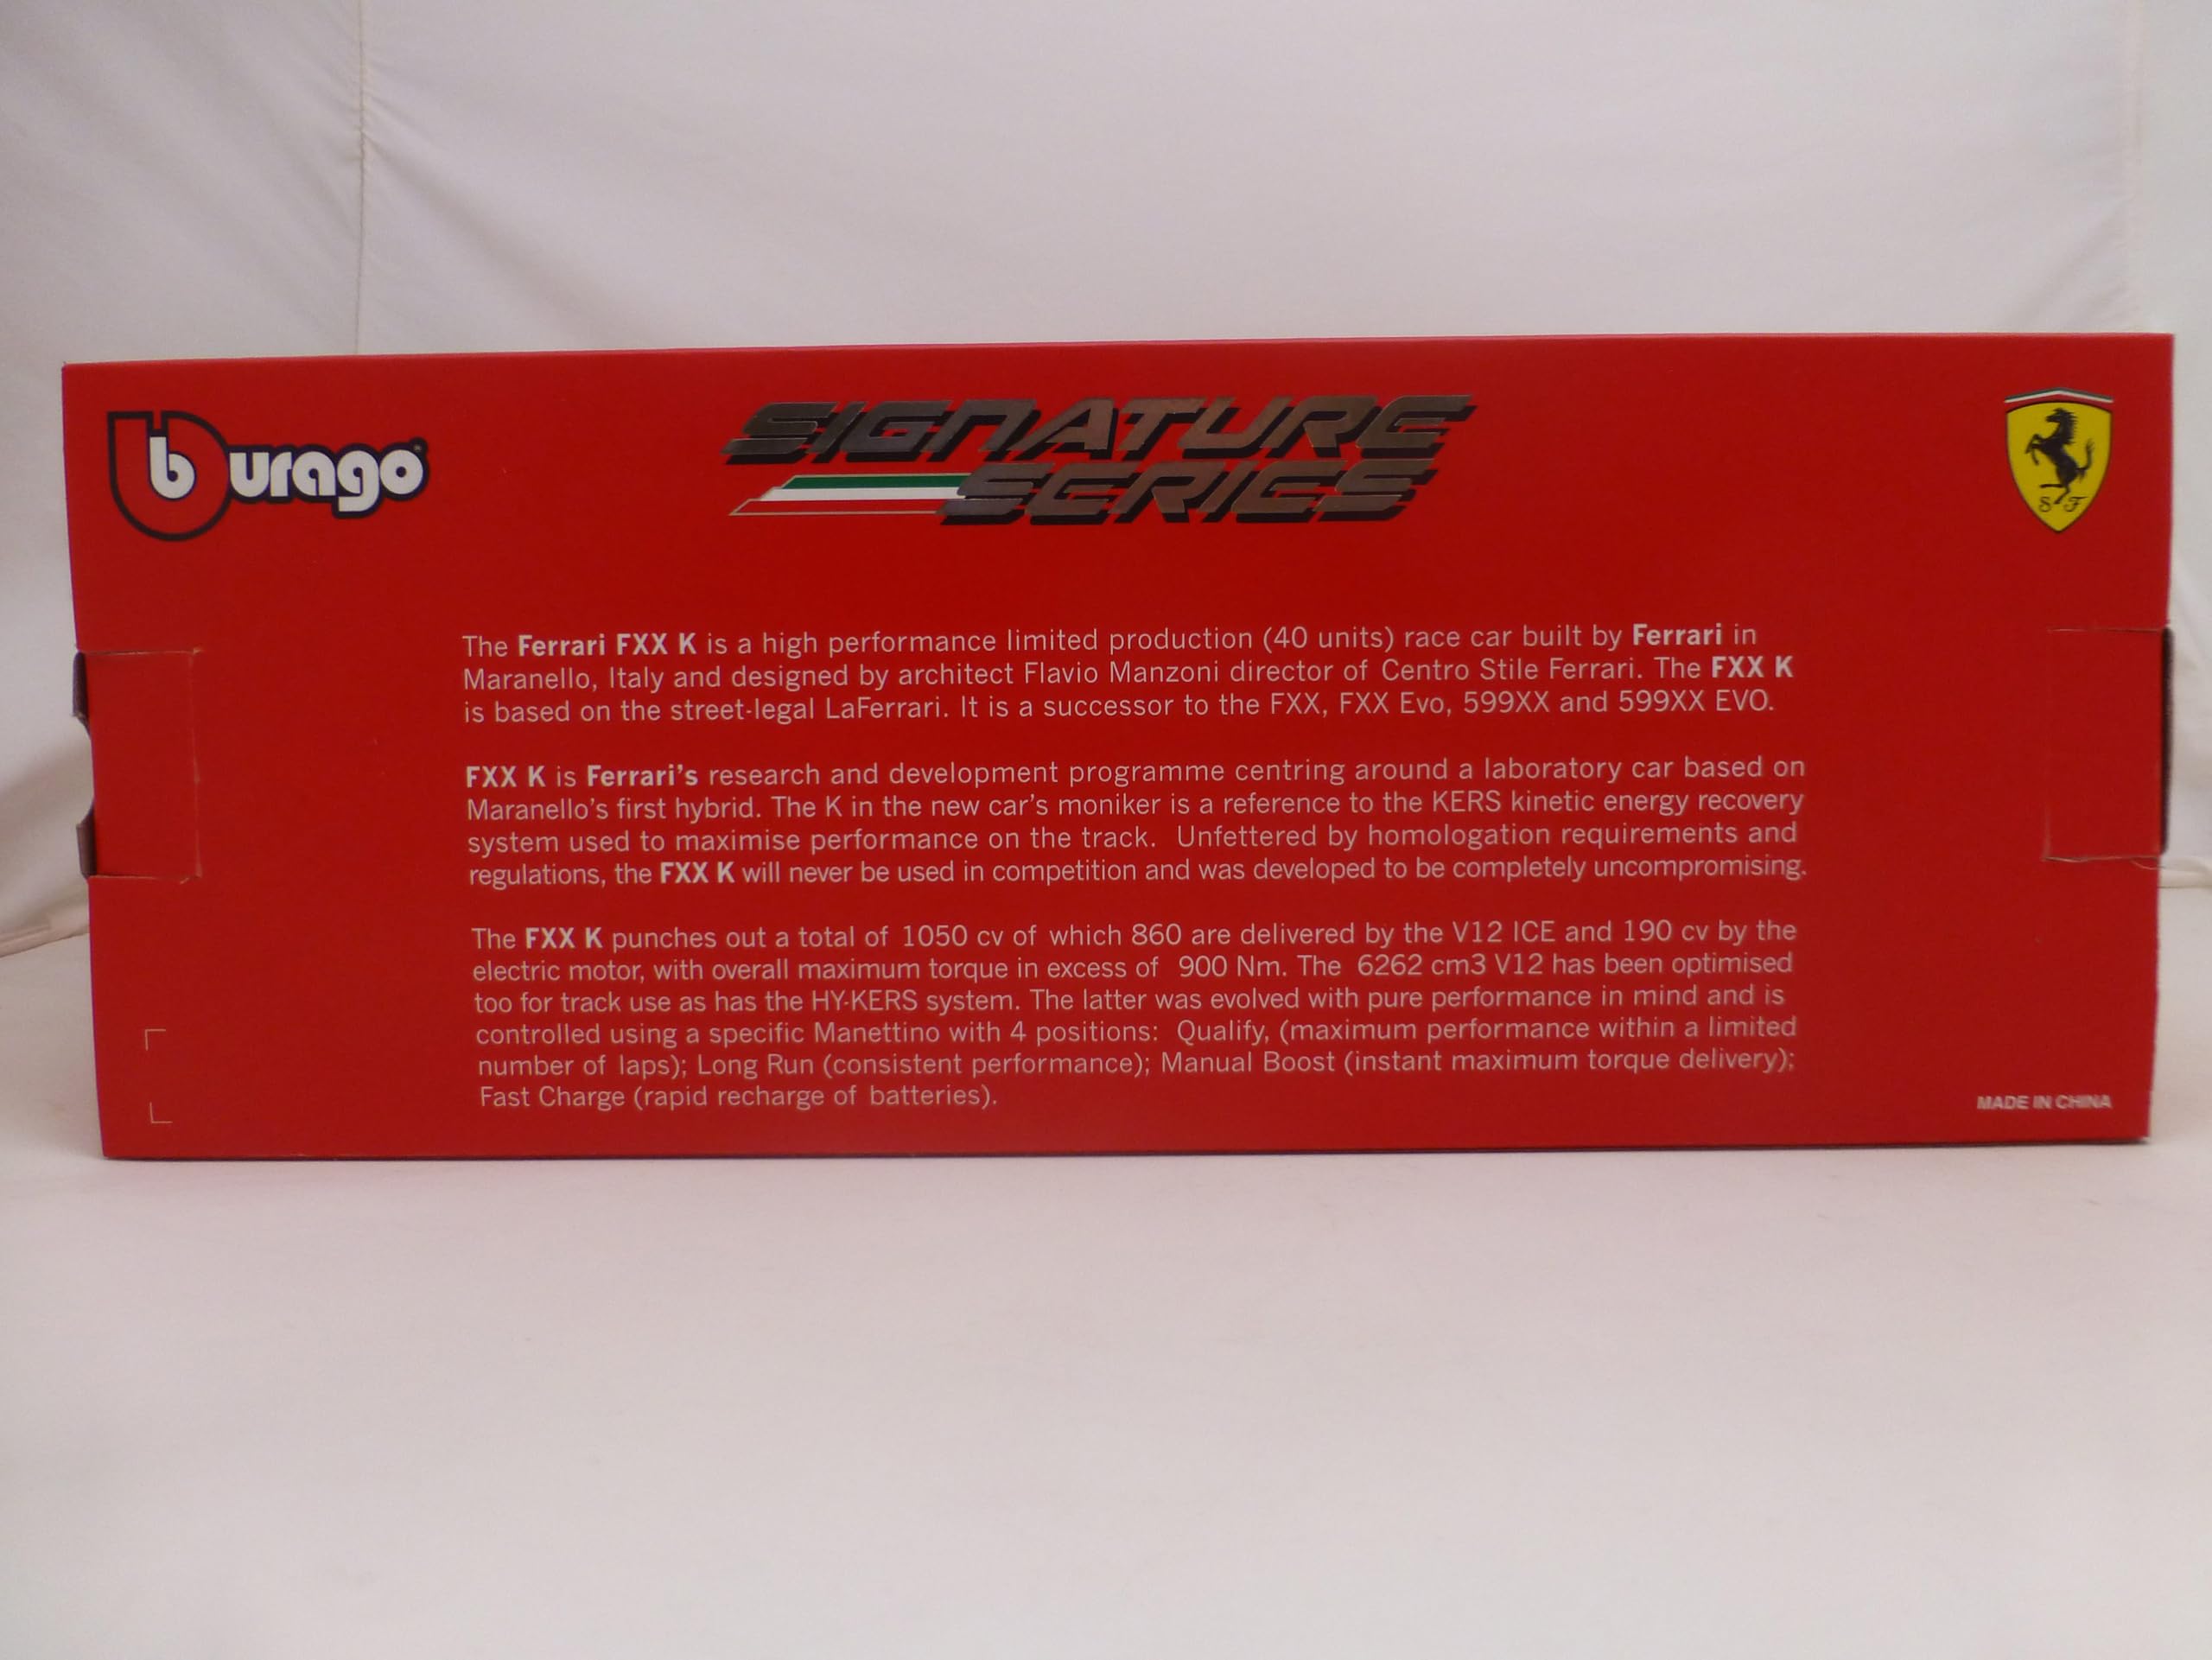 burago
SIGNATURE
SERIES
S F
The Ferrari FXX K is a high performance limited production (40 units) race car built by Ferrari in
Maranello, Italy and designed by architect Flavio Manzoni director of Centro Stile Ferrari. The FXX K
is based on the street-legal LaFerrari. It is a successor to the FXX, FXX Evo, 599XX and 599XX EVO.
FXX K is Ferrari's research and development programme centring around a laboratory car based on
Maranello's first hybrid. The K in the new car's moniker is a reference to the KERS kinetic energy recovery
system used to maximise performance on the track. Unfettered by homologation requirements and
regulations, the FXX K will never be used in competition and was developed to be completely uncompromising.
The FXX K punches out a total of 1050 cv of which 860 are delivered by the V12 ICE and 190 cv by the
electric motor, with overall maximum torque in excess of 900 Nm. The 6262 cm3 V12 has been optimised
too for track use as has the HY-KERS system. The latter was evolved with pure performance in mind and is
controlled using a specific Manettino with 4 positions: Qualify, (maximum performance within a limited
number of laps); Long Run (consistent performance); Manual Boost (instant maximum torque delivery);
Fast Charge (rapid recharge of batteries).
MADE IN CHINA